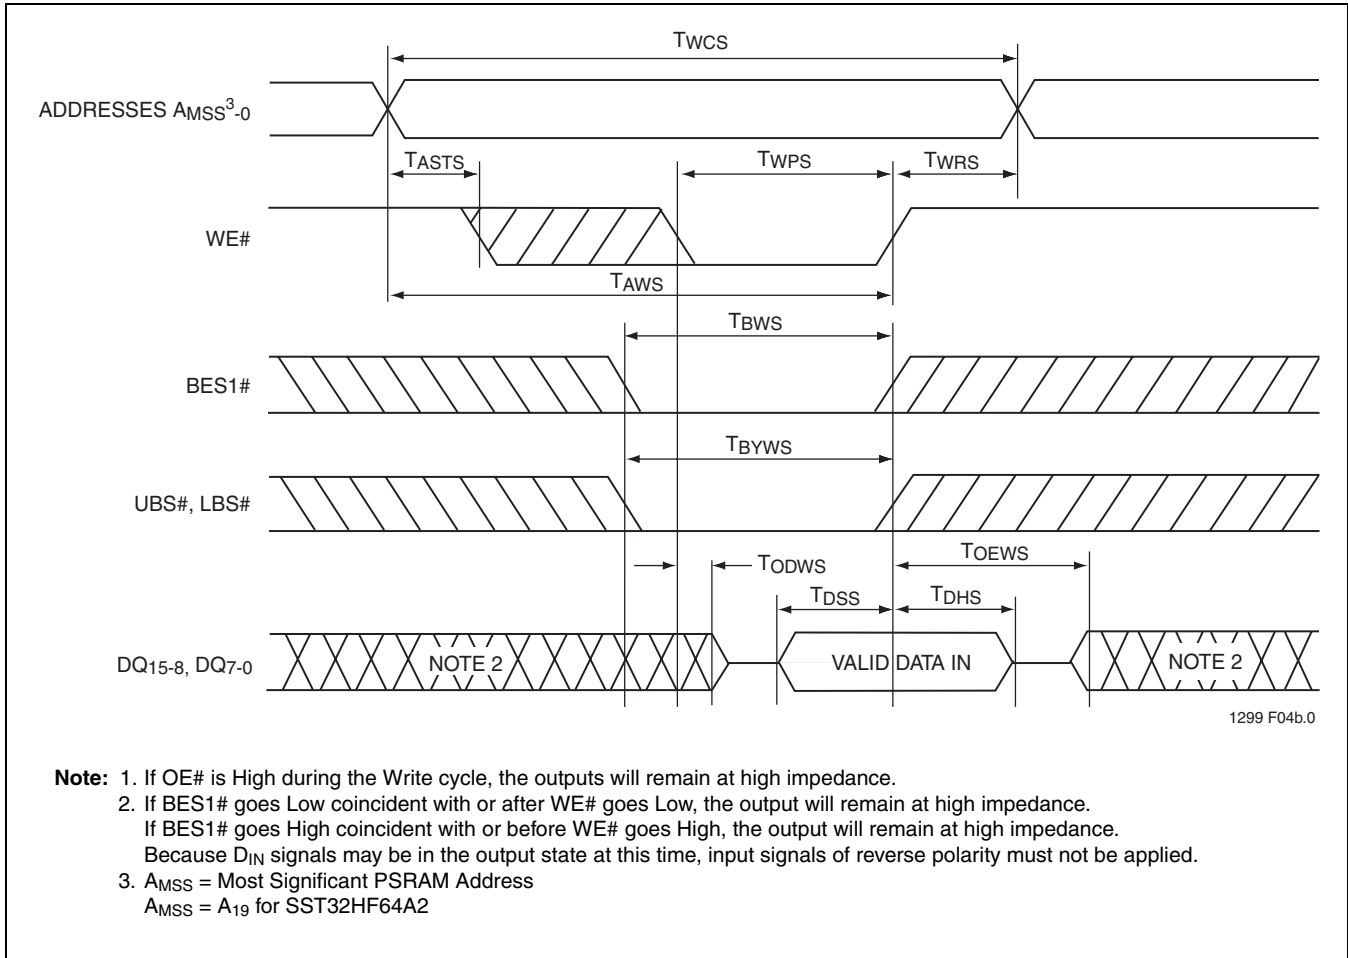 TWCS
ADDRESSES AMSS3-0
TASTS
TWPS
TWRS
WE#
TAWS
TBWS
BES1#
TBYWS
UBS#, LBS#
TODWS
TOEWS
TDSS
TDHS
DQ15-8, DQ7-0
NOTE 2
VALID DATA IN
NOTE 2
1299 F04b.0
Note: 1. If OE# is High during the Write cycle, the outputs will remain at high impedance.
2. If BES1# goes Low coincident with or after WE# goes Low, the output will remain at high impedance.
If BES1# goes High coincident with or before WE# goes High, the output will remain at high impedance.
Because DIN signals may be in the output state at this time, input signals of reverse polarity must not be applied.
3. AMSS = Most Significant PSRAM Address
AMSS = A19 for SST32HF64A2